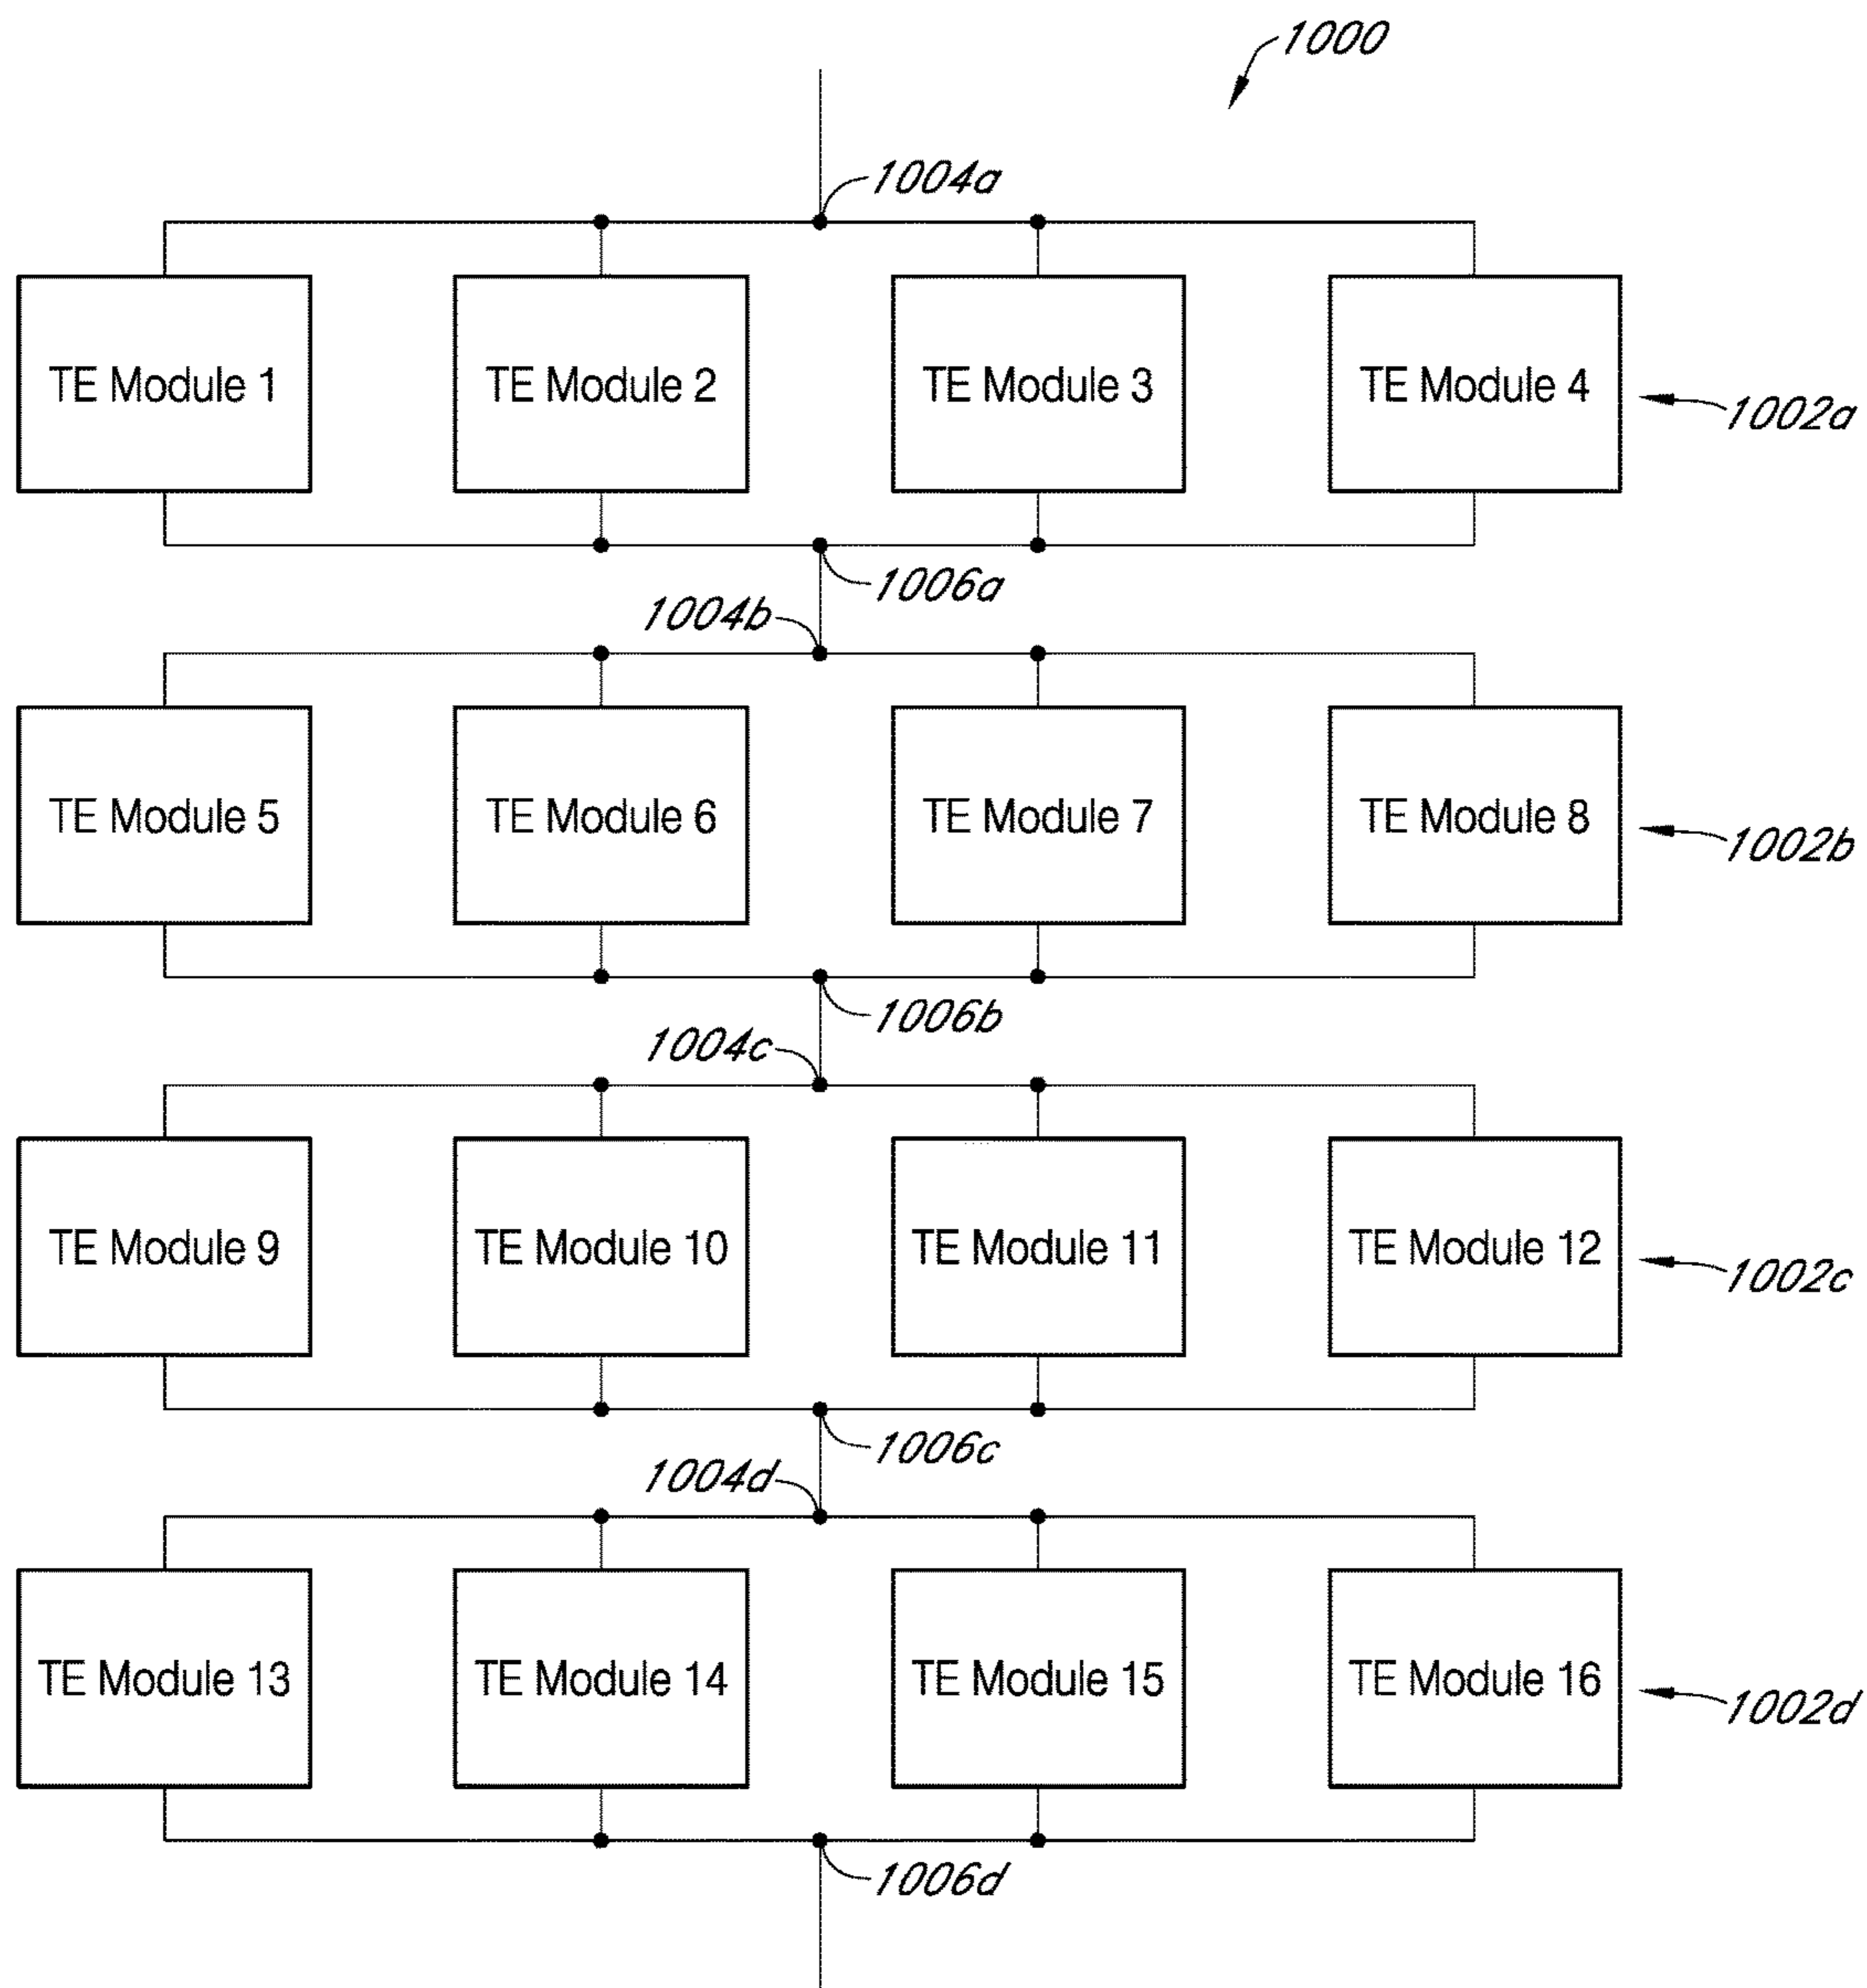 1000
1004a
TE Module 1
TE Module 2
TE Module 3
TE Module 4
1002a
1006a
1004b
TE Module 5
TE Module 6
TE Module 7
TE Module 8
1002b
1006b
1004c
TE Module 9
TE Module 10
TE Module 11
TE Module 12
1002c
1006c
1004d
TE Module 13
TE Module 14
TE Module 15
TE Module 16
1002d
1006d